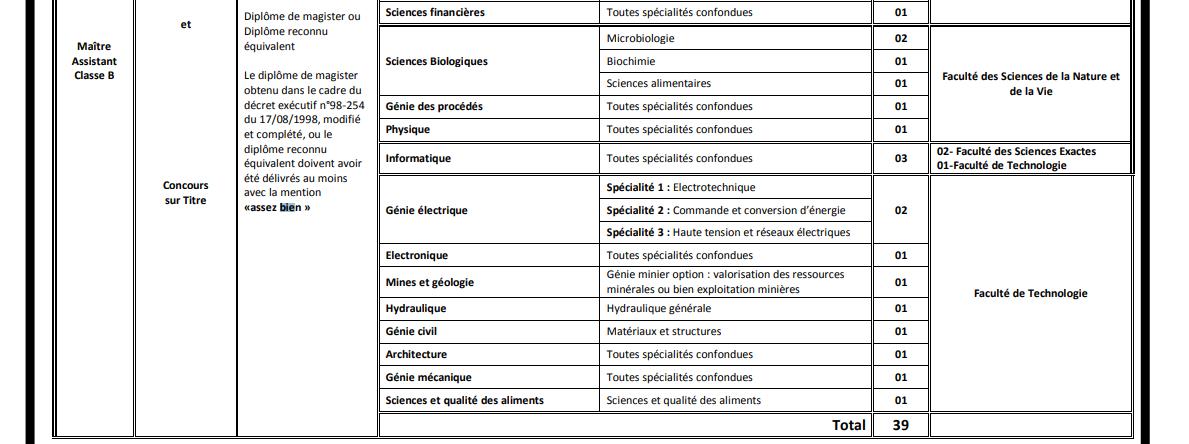 Sciences financières Toutes spécialités confondues 01
et
Diplôme de magister ou
Diplôme reconnu
équivalent
Maître
Assistant
Classe B
Le diplôme de magister
obtenu dans le cadre du
décret exécutif n°98-254
du 17/08/1998, modifié
et complété, ou le
diplôme reconnu
équivalent doivent avoir
été délivrés au moins
avec la mention
«assez bien »
Concours
sur Titre
Sciences Biologiques
Microbiologie 02
Biochimie 01
Sciences alimentaires 01
Génie des procédés Toutes spécialités confondues 01
Physique Toutes spécialités confondues 01
Faculté des Sciences de la Nature et
de la Vie
Informatique Toutes spécialités confondues 03
02- Faculté des Sciences Exactes
01-Faculté de Technologie
Génie électrique
Spécialité 1 : Electrotechnique
Spécialité 2 : Commande et conversion d’énergie
Spécialité 3 : Haute tension et réseaux électriques
02
Electronique Toutes spécialités confondues 01
Mines et géologie
Génie minier option : valorisation des ressources
minérales ou bien exploitation minières
01
Hydraulique Hydraulique générale 01
Génie civil Matériaux et structures 01
Architecture Toutes spécialités confondues 01
Génie mécanique Toutes spécialités confondues 01
Sciences et qualité des aliments Sciences et qualité des aliments 01
Faculté de Technologie
Total 39